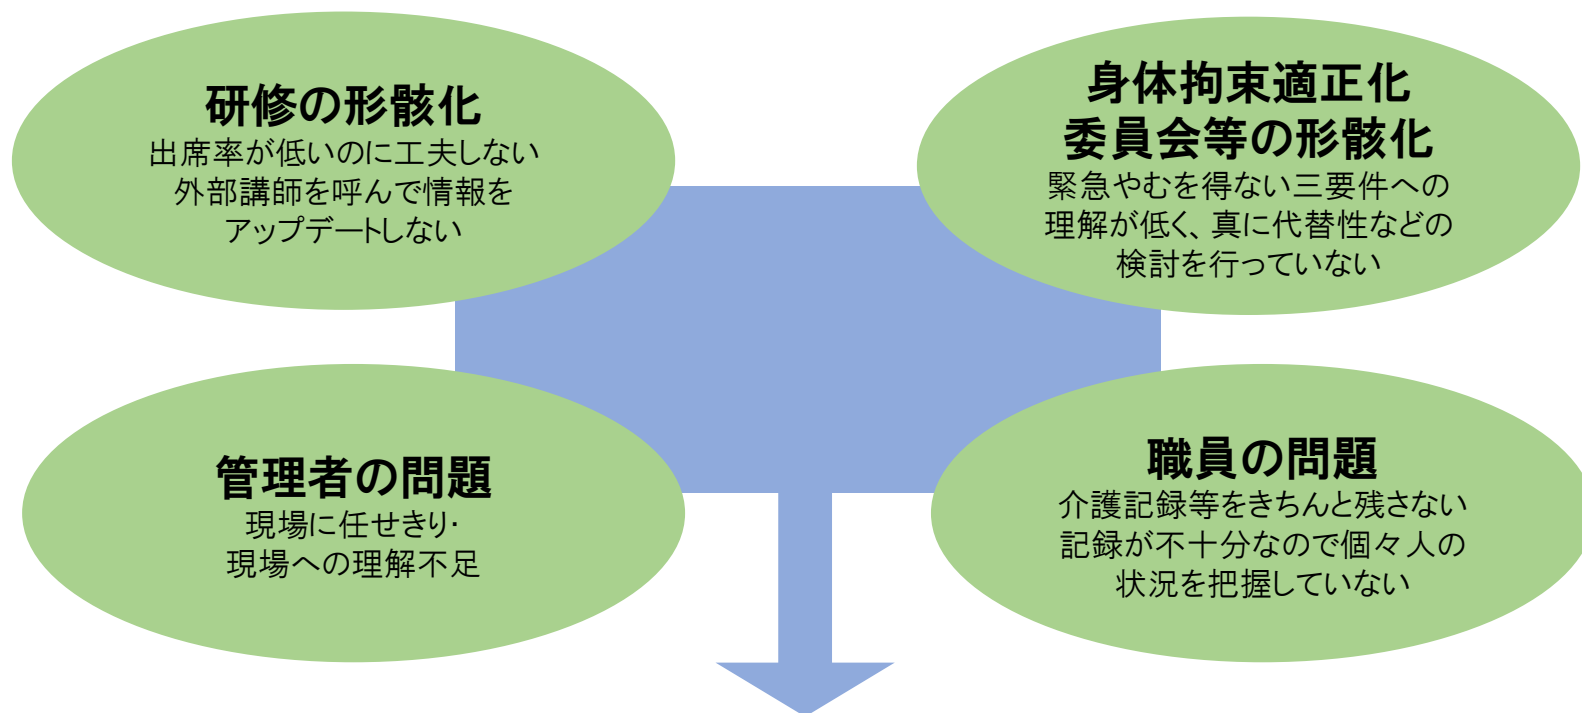 研修の形骸化
出席率が低いのに工夫しない
外部講師を呼んで情報を
アップデートしない
身体拘束適正化
委員会等の形骸化
緊急やむを得ない三要件への
理解が低く、真に代替性などの
検討を行っていない
管理者の問題
現場に任せきり・
現場への理解不足
職員の問題
介護記録等をきちんと残さない
記録が不十分なので個々人の
状況を把握していない